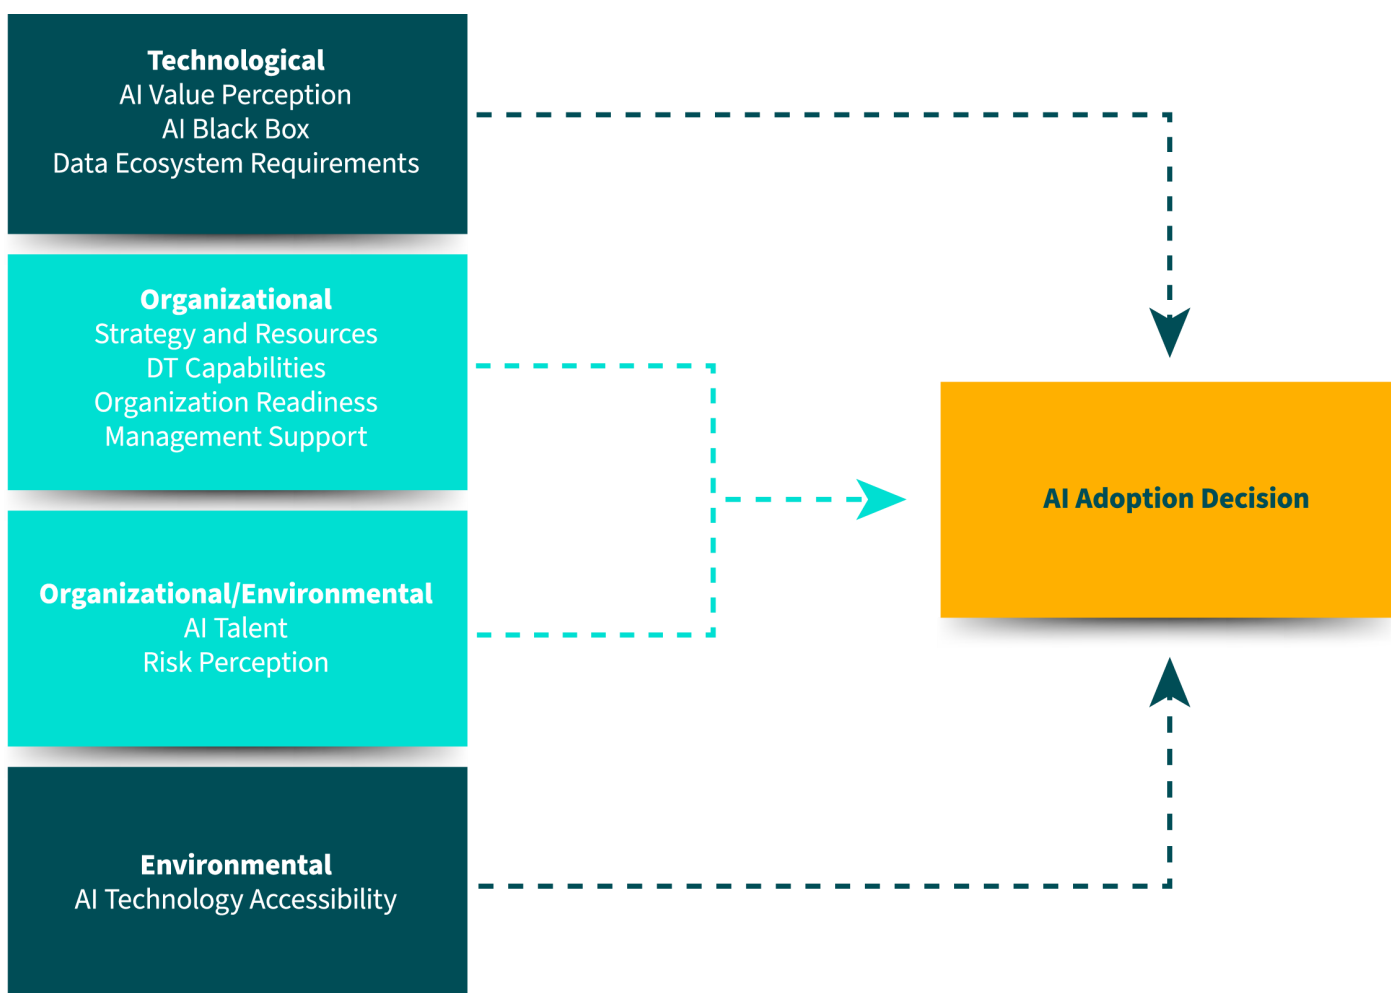 Technological
AI Value Perception
AI Black Box
Data Ecosystem Requirements
Organizational
Strategy and Resources
DT Capabilities
Organization Readiness
Management Support
Organizational/Environmental
AI Talent
Risk Perception
Environmental
AI Technology Accessibility
AI Adoption Decision